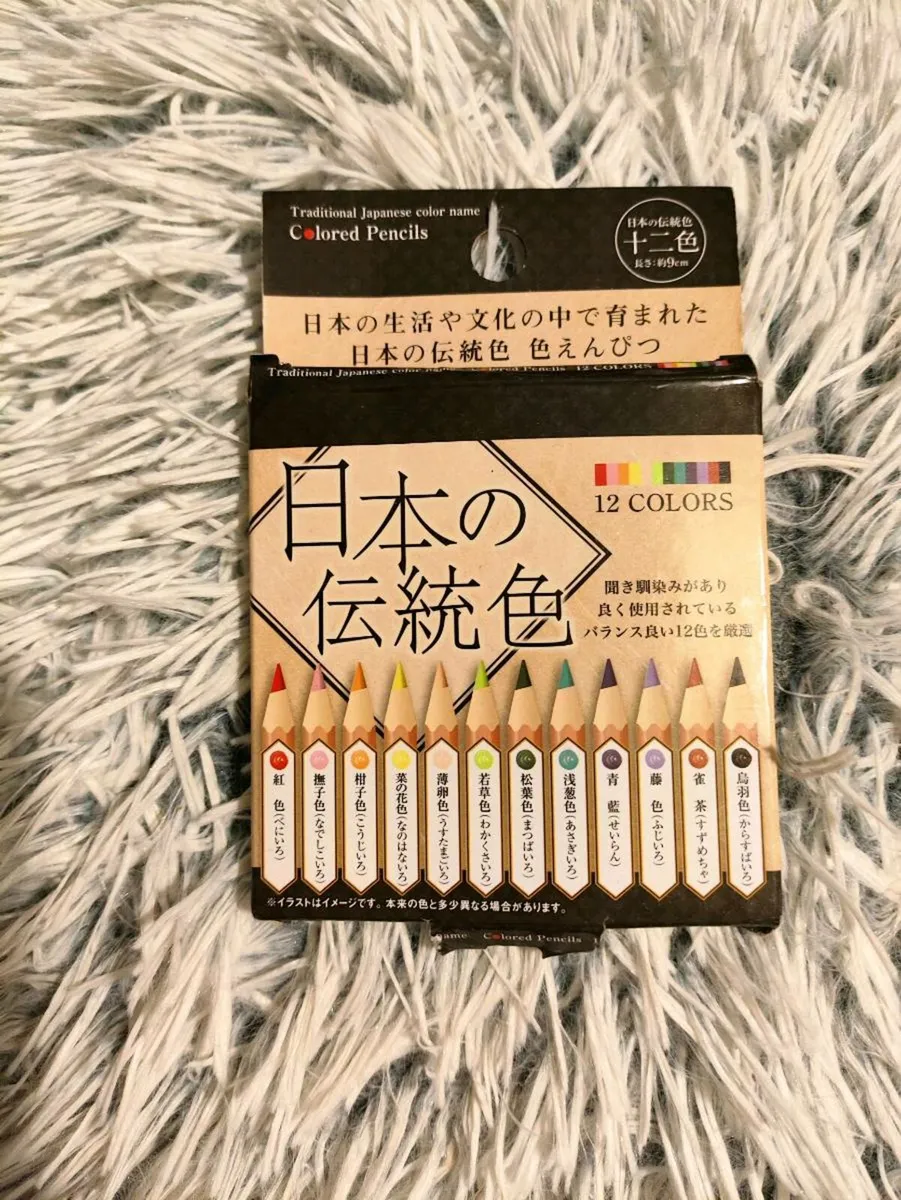 Traditional Japanese color name
Colored Pencils
日本の伝統色
十二色
長さ:約9cm
日本の生活や文化の中で育まれた
日本の伝統色 色えんぴつ
Traditional Japanese color name Colored Pencils 12 COLORS
日本の
伝統色
12 COLORS
聞き馴染みがあり
良く使用されている
バランス良い12色を厳選
紅色(べにいろ)
撫子色(なでしこいろ)
柑子色(こうじいろ)
菜の花色(なのはないろ)
薄卵色(うすたまごいろ)
若草色(わかくさいろ)
松葉色(まつばいろ)
浅葱色(あさぎいろ)
青藍(せいらん)
藤色(ふじいろ)
雀茶(すずめちゃ)
烏羽色(からすばいろ)
※イラストはイメージです。本来の色と多少異なる場合があります。
name Colored Pencils